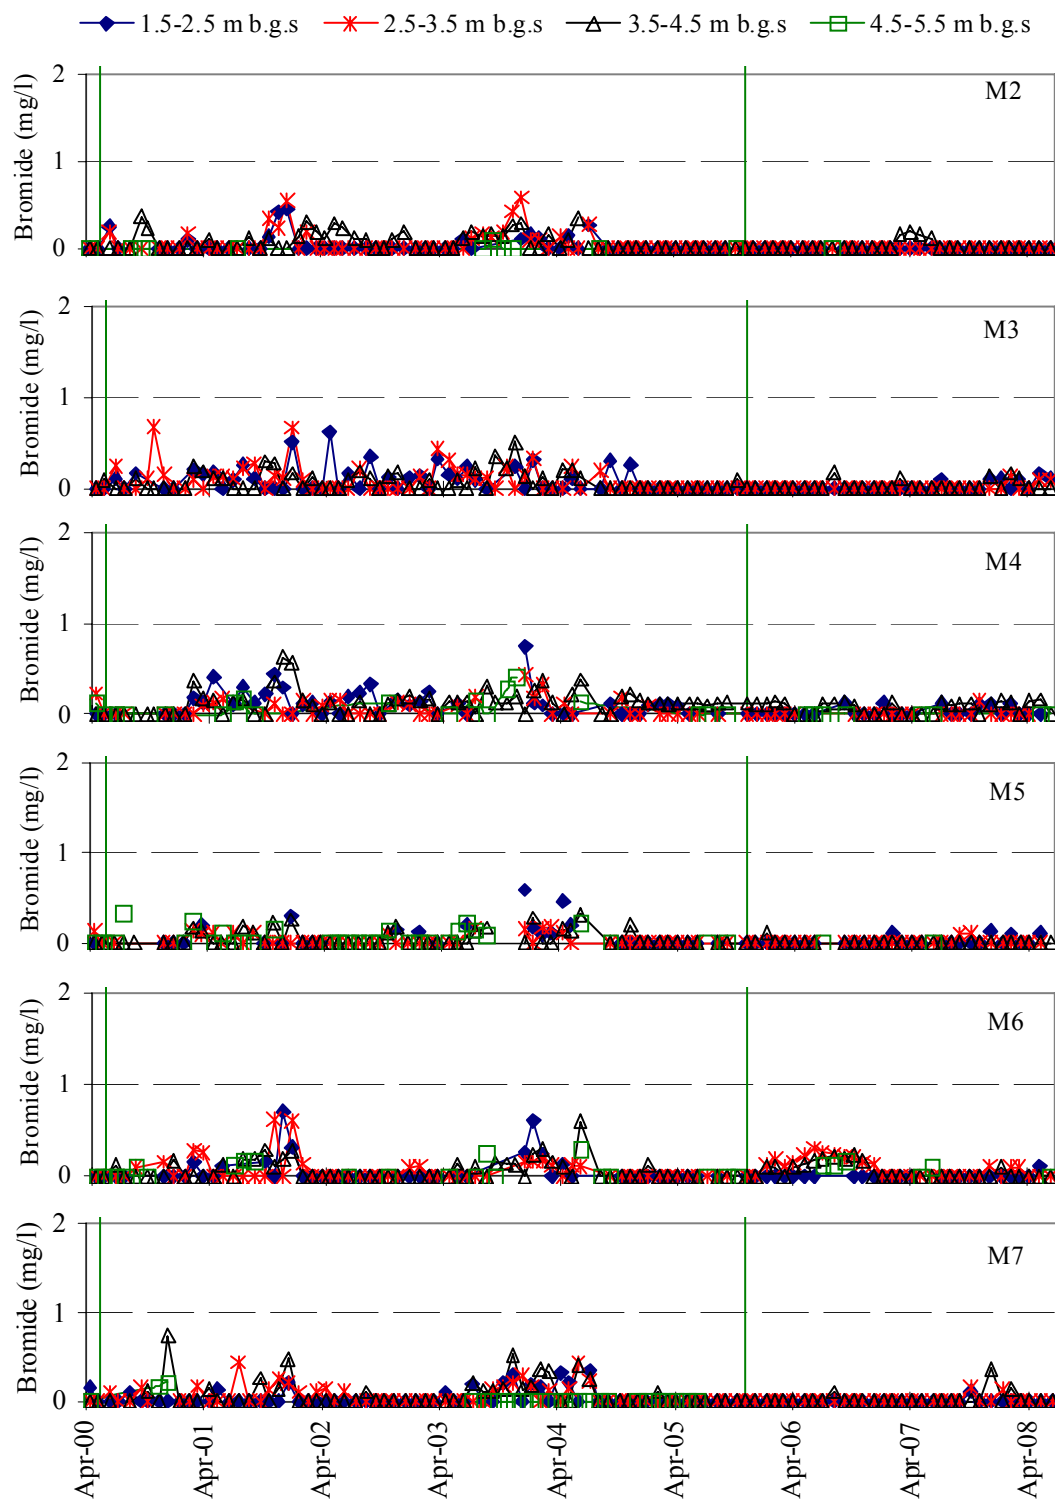 1.5-2.5 m b.g.s 2.5-3.5 m b.g.s 3.5-4.5 m b.g.s 4.5-5.5 m b.g.s
Bromide (mg/l)
2
1
0
M2
Bromide (mg/l)
2
1
0
M3
Bromide (mg/l)
2
1
0
M4
Bromide (mg/l)
2
1
0
M5
Bromide (mg/l)
2
1
0
M6
Bromide (mg/l)
2
1
0
M7
Apr-00 Apr-01 Apr-02 Apr-03 Apr-04 Apr-05 Apr-06 Apr-07 Apr-08